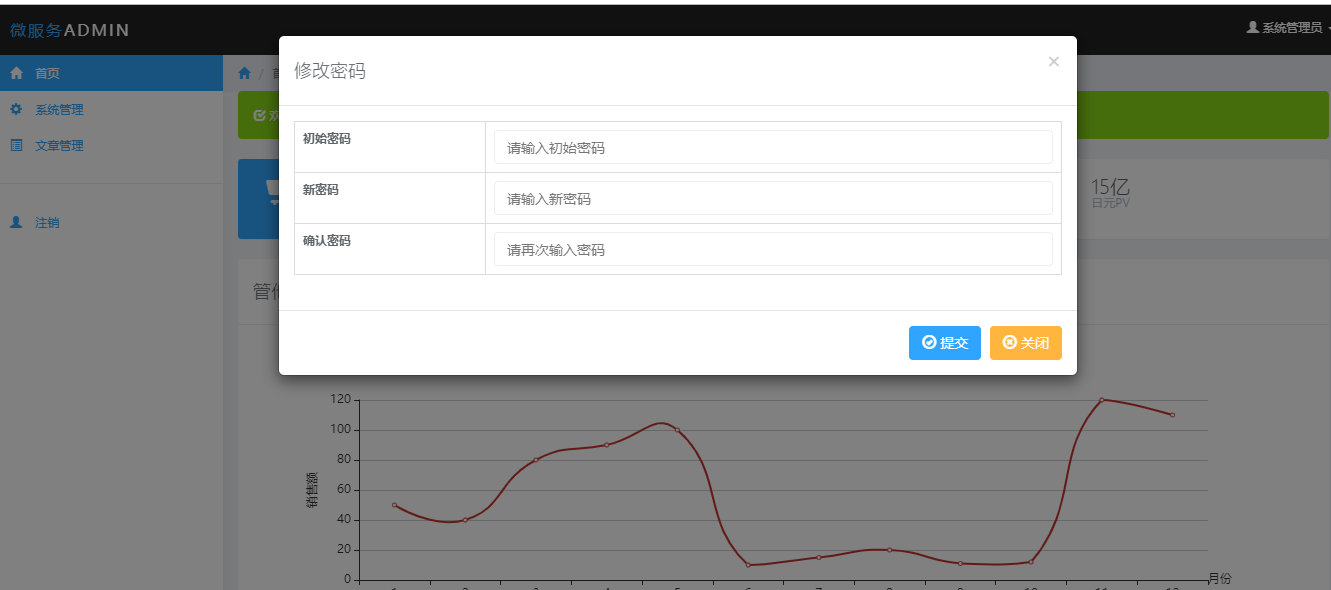 微服务ADMIN
系统管理员
首页
系统管理
文章管理
注销
修改密码
×
初始密码
请输入初始密码
新密码
请输入新密码
确认密码
请再次输入密码
提交
关闭
/
15亿
日元PV
120
100
80
60
40
20
0
销售额
月份